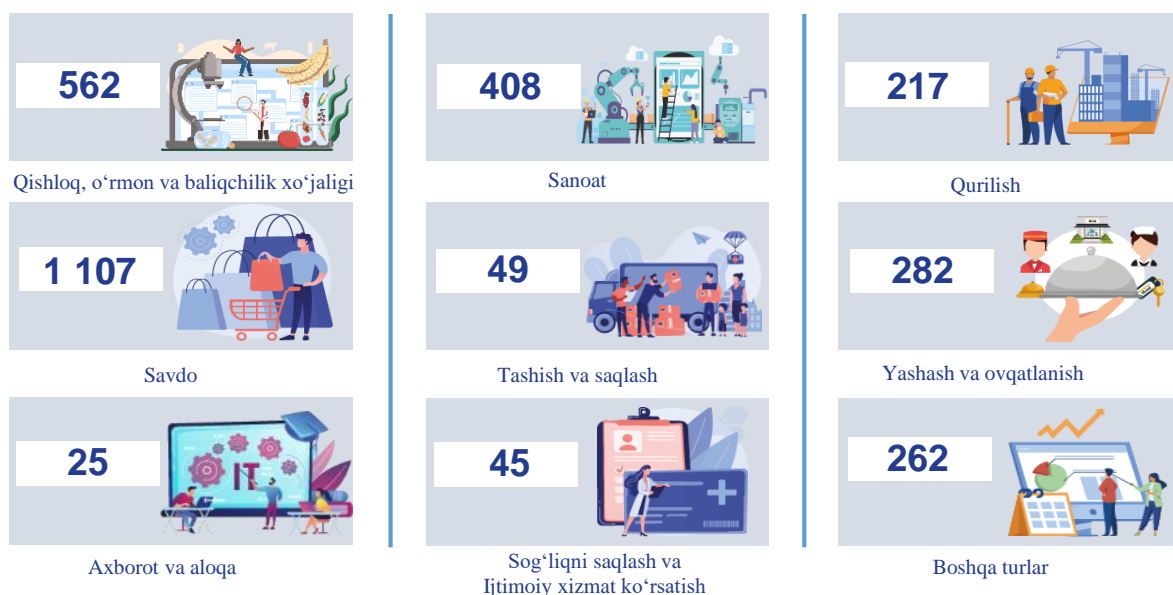 562
408
217
Qishloq, o‘rmon va baliqchilik xo‘jaligi
Sanoat
Qurilish
1 107
49
282
Savdo
Tashish va saqlash
Yashash va ovqatlanish
25
IT
45
262
Axborot va aloqa
Sog‘liqni saqlash va
Ijtimoiy xizmat ko‘rsatish
Boshqa turlar